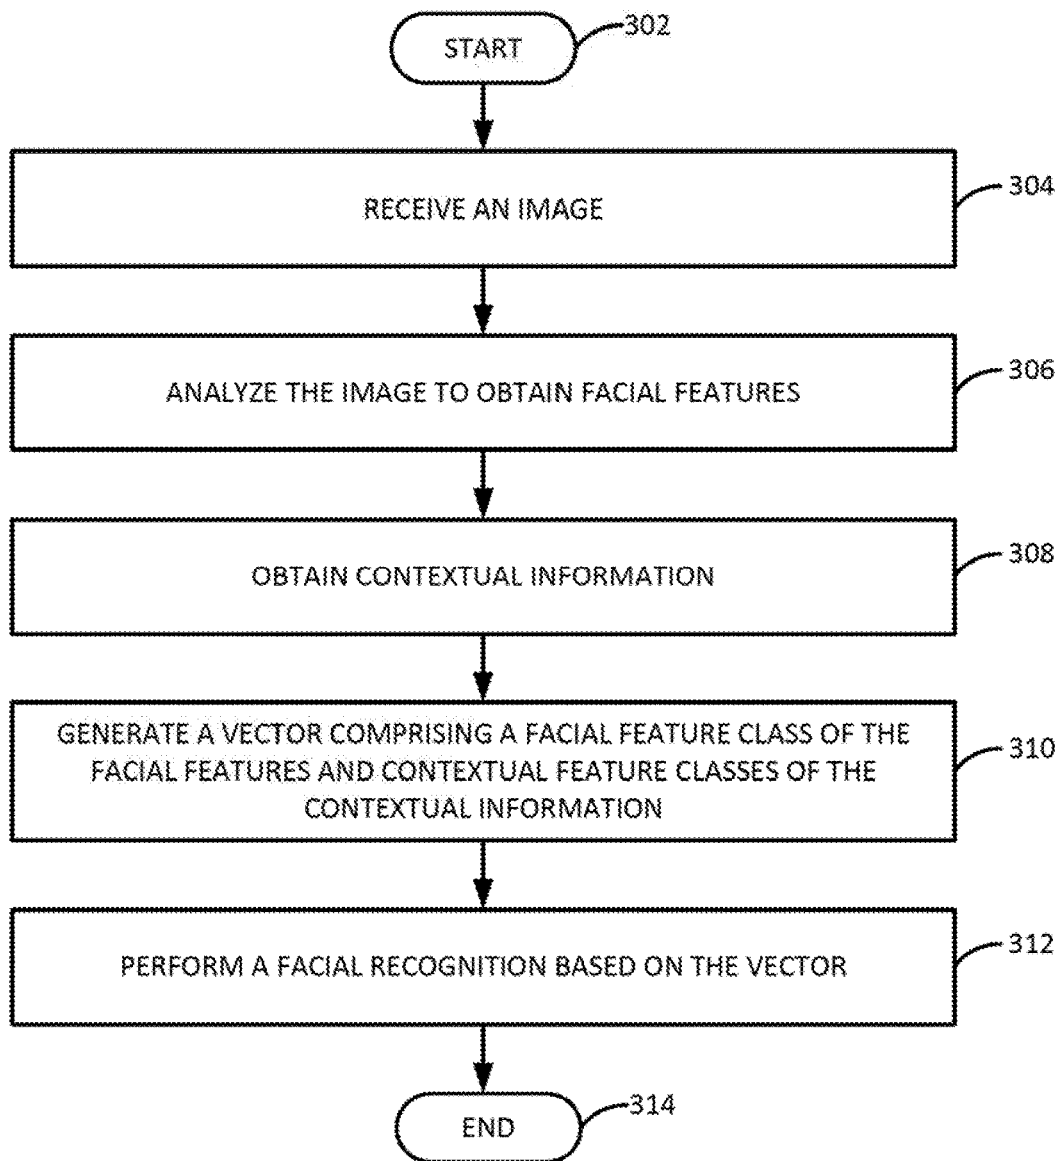 START
302
RECEIVE AN IMAGE
304
ANALYZE THE IMAGE TO OBTAIN FACIAL FEATURES
306
OBTAIN CONTEXTUAL INFORMATION
308
GENERATE A VECTOR COMPRISING A FACIAL FEATURE CLASS OF THE
FACIAL FEATURES AND CONTEXTUAL FEATURE CLASSES OF THE
CONTEXTUAL INFORMATION
310
PERFORM A FACIAL RECOGNITION BASED ON THE VECTOR
312
END
314